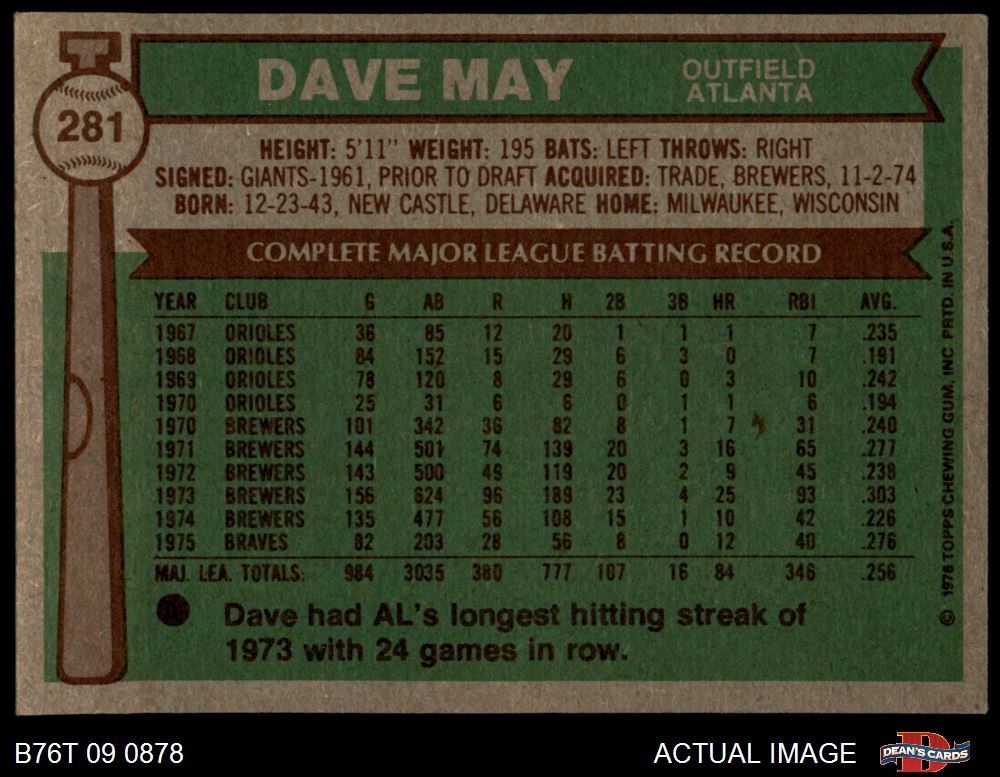 T
281
DAVE MAY
OUTFIELD
ATLANTA
HEIGHT: 5'11" WEIGHT: 195 BATS: LEFT THROWS: RIGHT
SIGNED: GIANTS-1961, PRIOR TO DRAFT ACQUIRED: TRADE, BREWERS, 11-2-74
BORN: 12-23-43, NEW CASTLE, DELAWARE HOME: MILWAUKEE, WISCONSIN
COMPLETE MAJOR LEAGUE BATTING RECORD
YEAR CLUB G AB R H 2B 3B HR RBI AVG.
1967 ORIOLES 36 85 12 20 1 1 1 7 .235
1968 ORIOLES 84 152 15 29 6 3 0 7 .191
1969 ORIOLES 78 120 8 29 6 0 3 10 .242
1970 ORIOLES 25 31 6 6 0 1 1 6 .194
1970 BREWERS 101 342 36 82 8 1 7 31 .240
1971 BREWERS 144 501 74 139 20 3 16 65 .277
1972 BREWERS 143 500 49 119 20 2 9 45 .238
1973 BREWERS 156 624 96 189 23 4 25 93 .303
1974 BREWERS 135 477 56 108 15 1 10 42 .226
1975 BRAVES 82 203 28 56 8 0 12 40 .276
MAJ. LEA. TOTALS: 984 3035 380 777 107 16 84 346 .256
Dave had AL's longest hitting streak of
1973 with 24 games in row.
© 1976 TOPPS CHEWING GUM, INC PRTD. IN U.S.A.
B76T 09 0878
ACTUAL IMAGE
DEAN'S CARDS